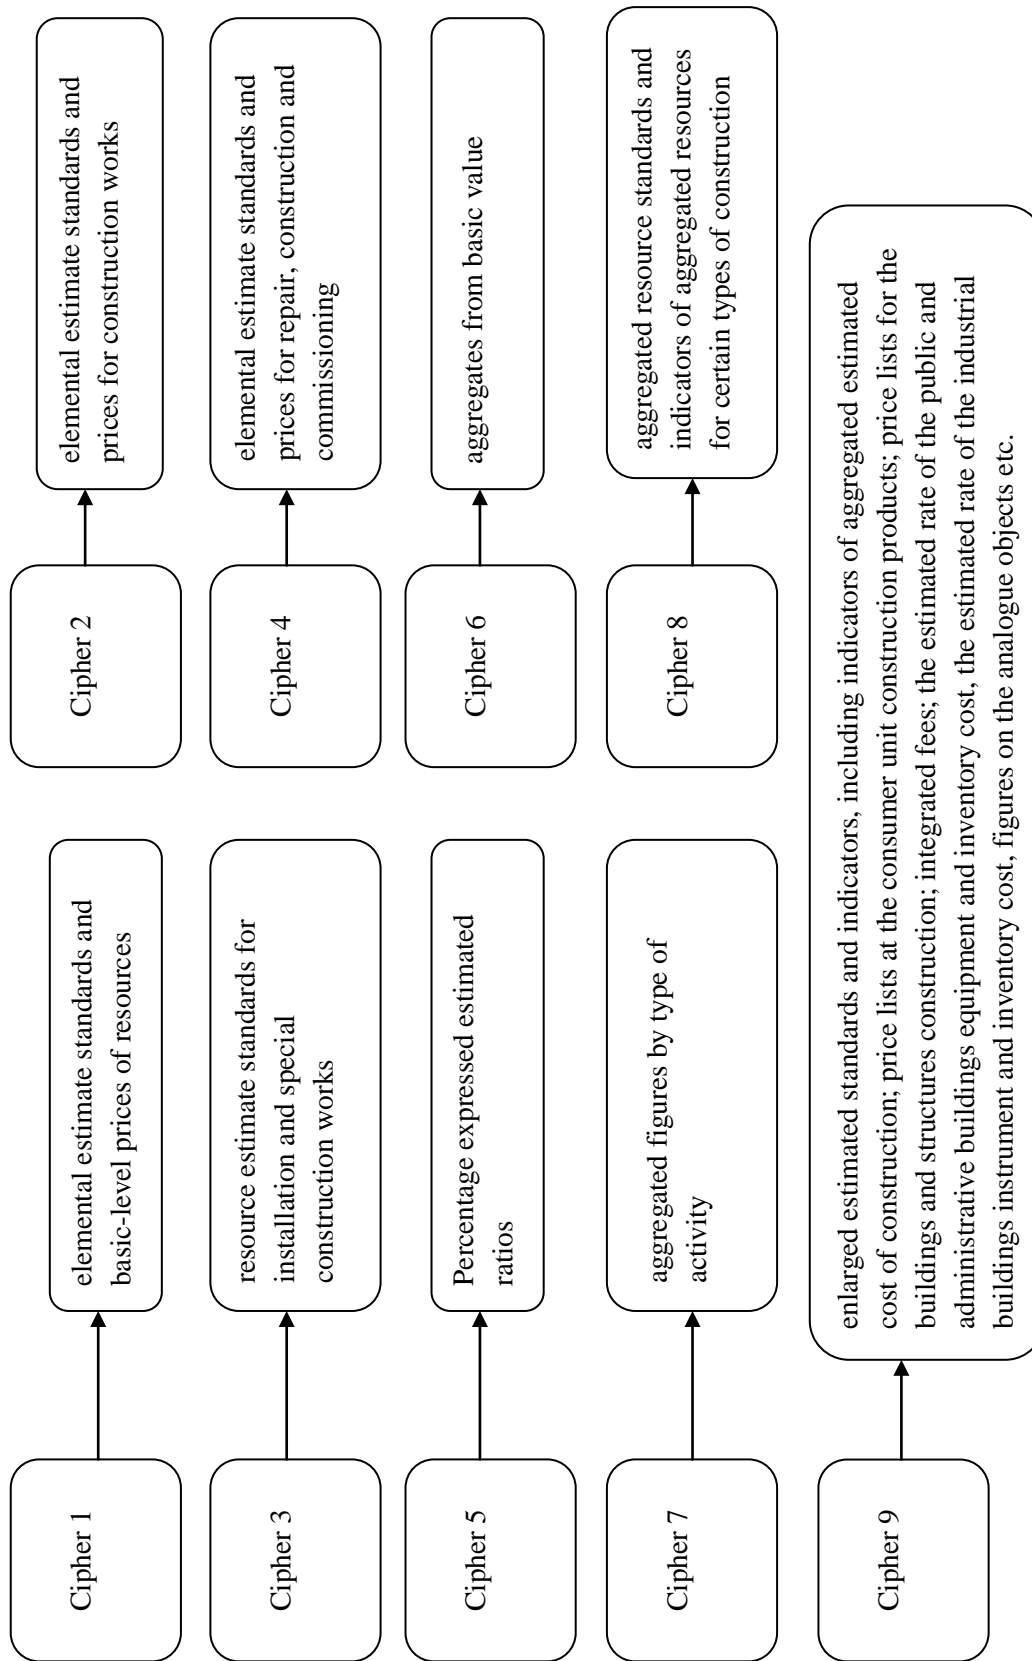 Cipher 1
elemental estimate standards and
basic-level prices of resources
Cipher 2
elemental estimate standards and
prices for construction works
Cipher 3
resource estimate standards for
installation and special
construction works
Cipher 4
elemental estimate standards and
prices for repair, construction and
commissioning
Cipher 5
Percentage expressed estimated
ratios
Cipher 6
aggregates from basic value
Cipher 7
aggregated figures by type of
activity
Cipher 8
aggregated resource standards and
indicators of aggregated resources
for certain types of construction
Cipher 9
enlarged estimated standards and indicators, including indicators of aggregated estimated
cost of construction; price lists at the consumer unit construction products; price lists for the
buildings and structures construction; integrated fees; the estimated rate of the public and
administrative buildings equipment and inventory cost, the estimated rate of the industrial
buildings instrument and inventory cost, figures on the analogue objects etc.